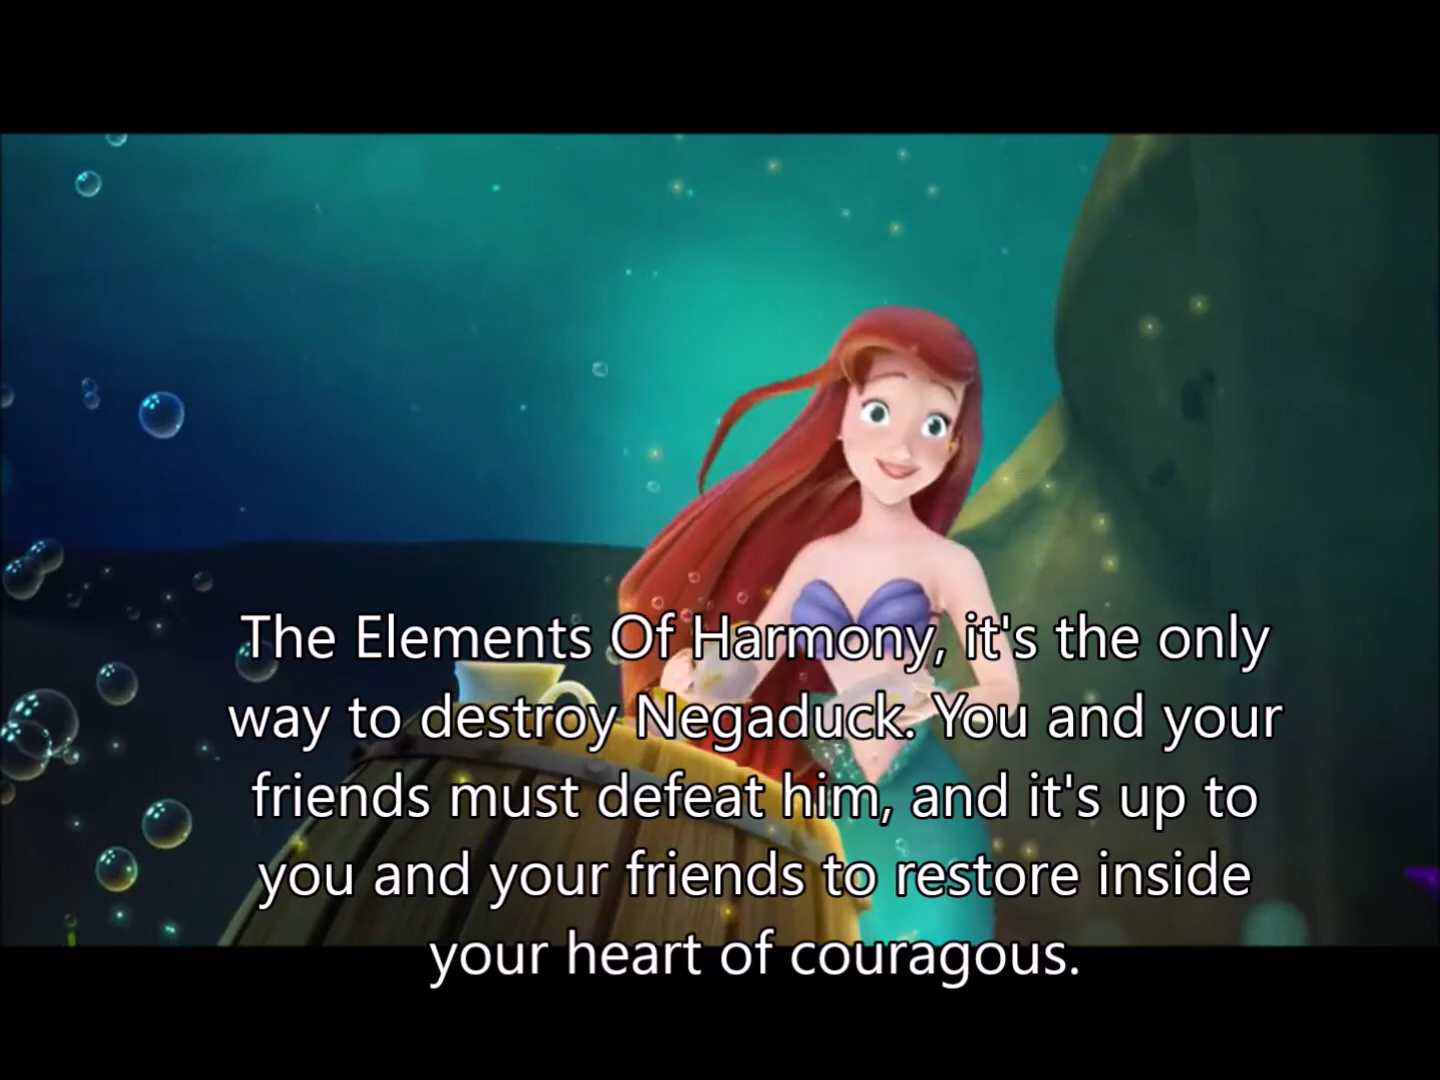 The Elements Of Harmony, it's the only
way to destroy Negaduck. You and your
friends must defeat him, and it's up to
you and your friends to restore inside
your heart of couragous.